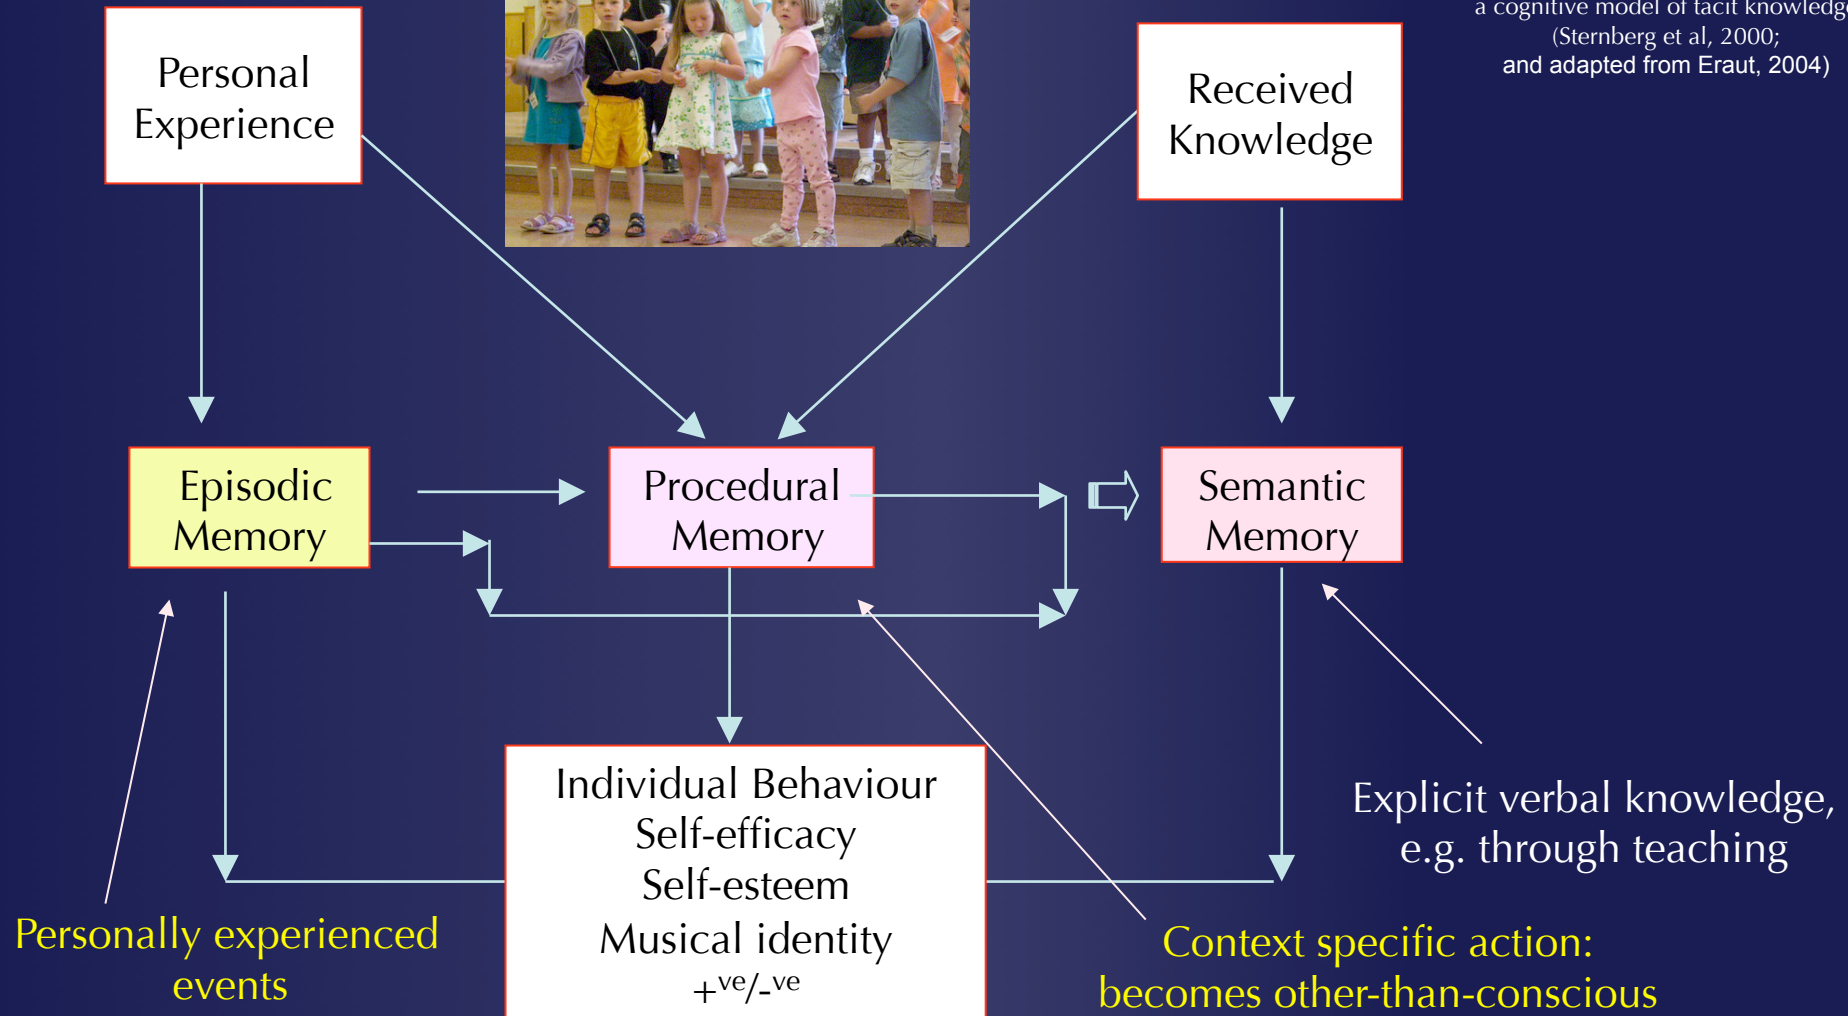 a cognitive model of tacit knowledge
(Sternberg et al, 2000;
and adapted from Eraut, 2004)
Personal
Experience
Received
Knowledge
Episodic
Memory
Procedural
Memory
Semantic
Memory
Individual Behaviour
Self-efficacy
Self-esteem
Musical identity
+ve/-ve
Explicit verbal knowledge,
e.g. through teaching
Personally experienced
events
Context specific action:
becomes other-than-conscious